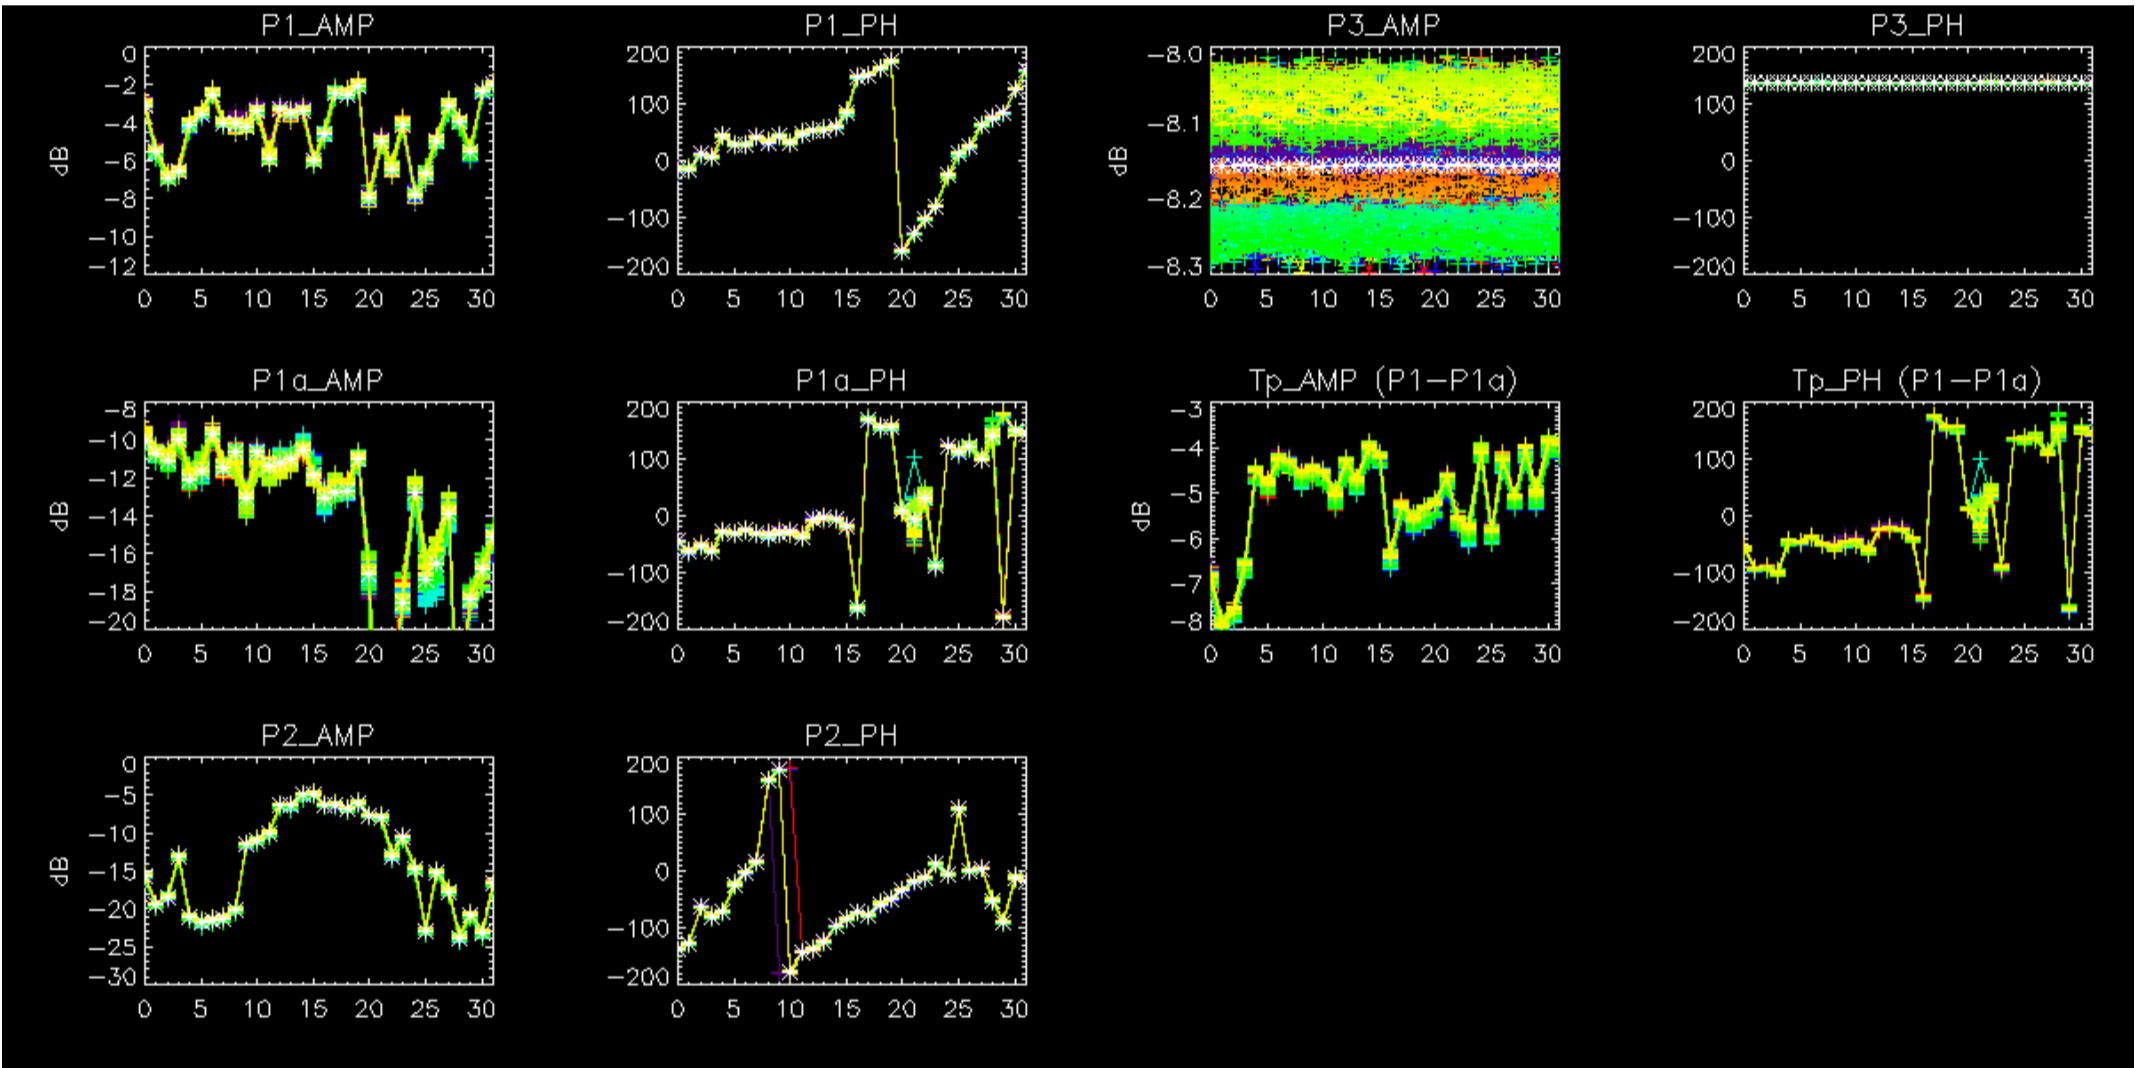 P1_AMP
P1_PH
P3_AMP
P3_PH
0
-2
-4
-6
-8
-10
-12
dB
0 5 10 15 20 25 30
200
100
0
-100
-200
0 5 10 15 20 25 30
-8.0
-8.1
-8.2
-8.3
dB
0 5 10 15 20 25 30
200
100
0
-100
-200
0 5 10 15 20 25 30
P1a_AMP
P1a_PH
Tp_AMP (P1-P1a)
Tp_PH (P1-P1a)
-8
-10
-12
-14
-16
-18
-20
dB
0 5 10 15 20 25 30
200
100
0
-100
-200
0 5 10 15 20 25 30
-3
-4
-5
-6
-7
-8
dB
0 5 10 15 20 25 30
200
100
0
-100
-200
0 5 10 15 20 25 30
P2_AMP
P2_PH
0
-5
-10
-15
-20
-25
-30
dB
0 5 10 15 20 25 30
200
100
0
-100
-200
0 5 10 15 20 25 30